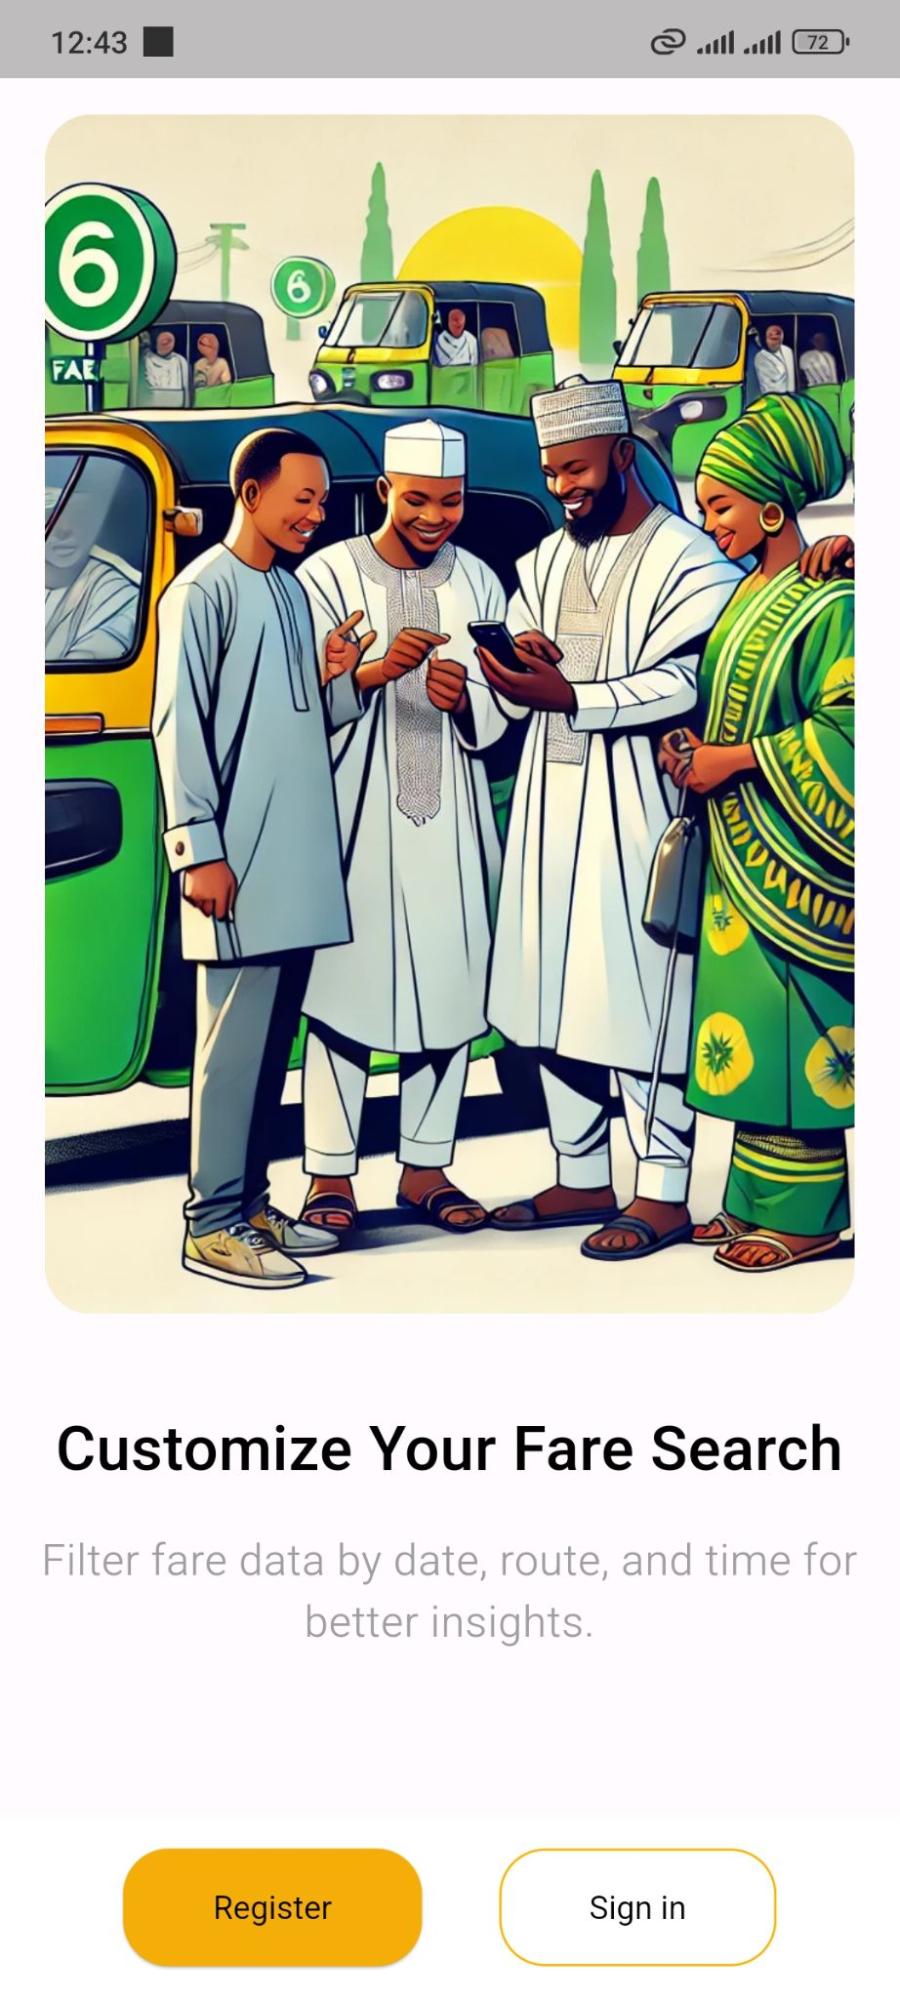 12:43
72
6
6
FAE
Customize Your Fare Search
Filter fare data by date, route, and time for
better insights.
Register
Sign in